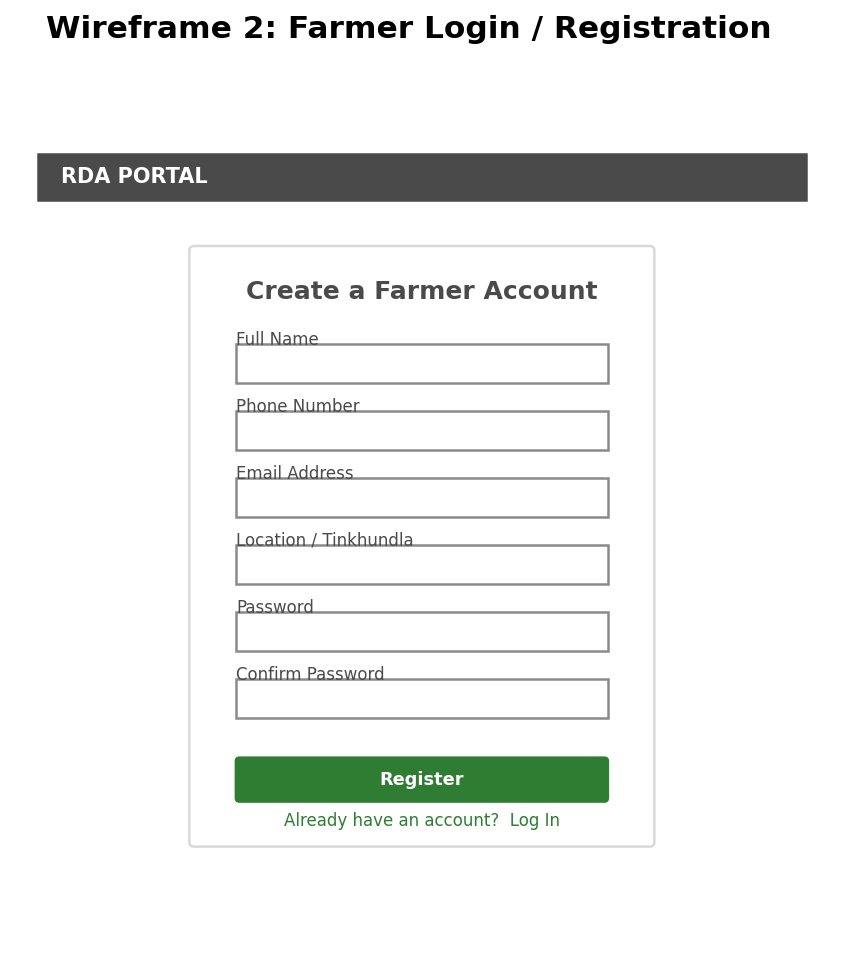 Wireframe 2: Farmer Login / Registration
RDA PORTAL
Create a Farmer Account
Full Name
Phone Number
Email Address
Location / Tinkhundla
Password
Confirm Password
Register
Already have an account?  Log In